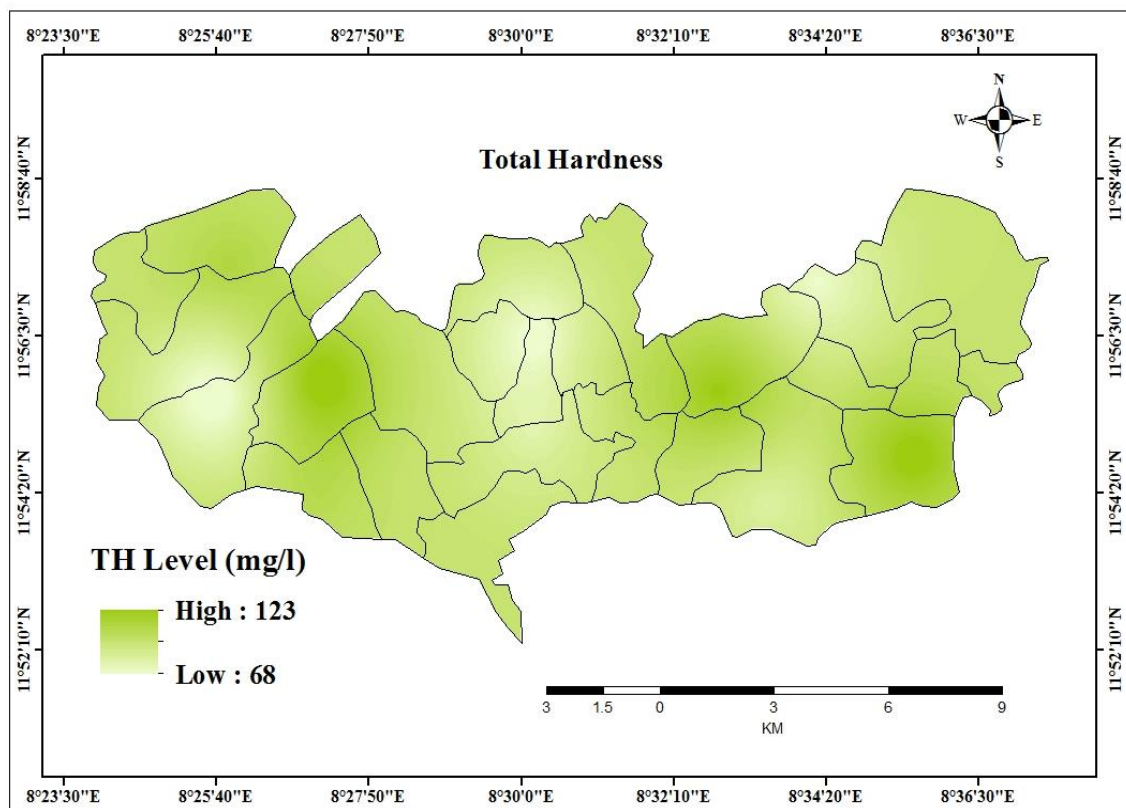 8°23'30"E 8°25'40"E 8°27'50"E 8°30'0"E 8°32'10"E 8°34'20"E 8°36'30"E
N
W E
S
Total Hardness
11°58'40"N 11°58'40"N
11°56'30"N 11°56'30"N
11°54'20"N 11°54'20"N
TH Level (mg/l)
High : 123
Low : 68
11°52'10"N 11°52'10"N
3 1.5 0 3 6 9
KM
8°23'30"E 8°25'40"E 8°27'50"E 8°30'0"E 8°32'10"E 8°34'20"E 8°36'30"E